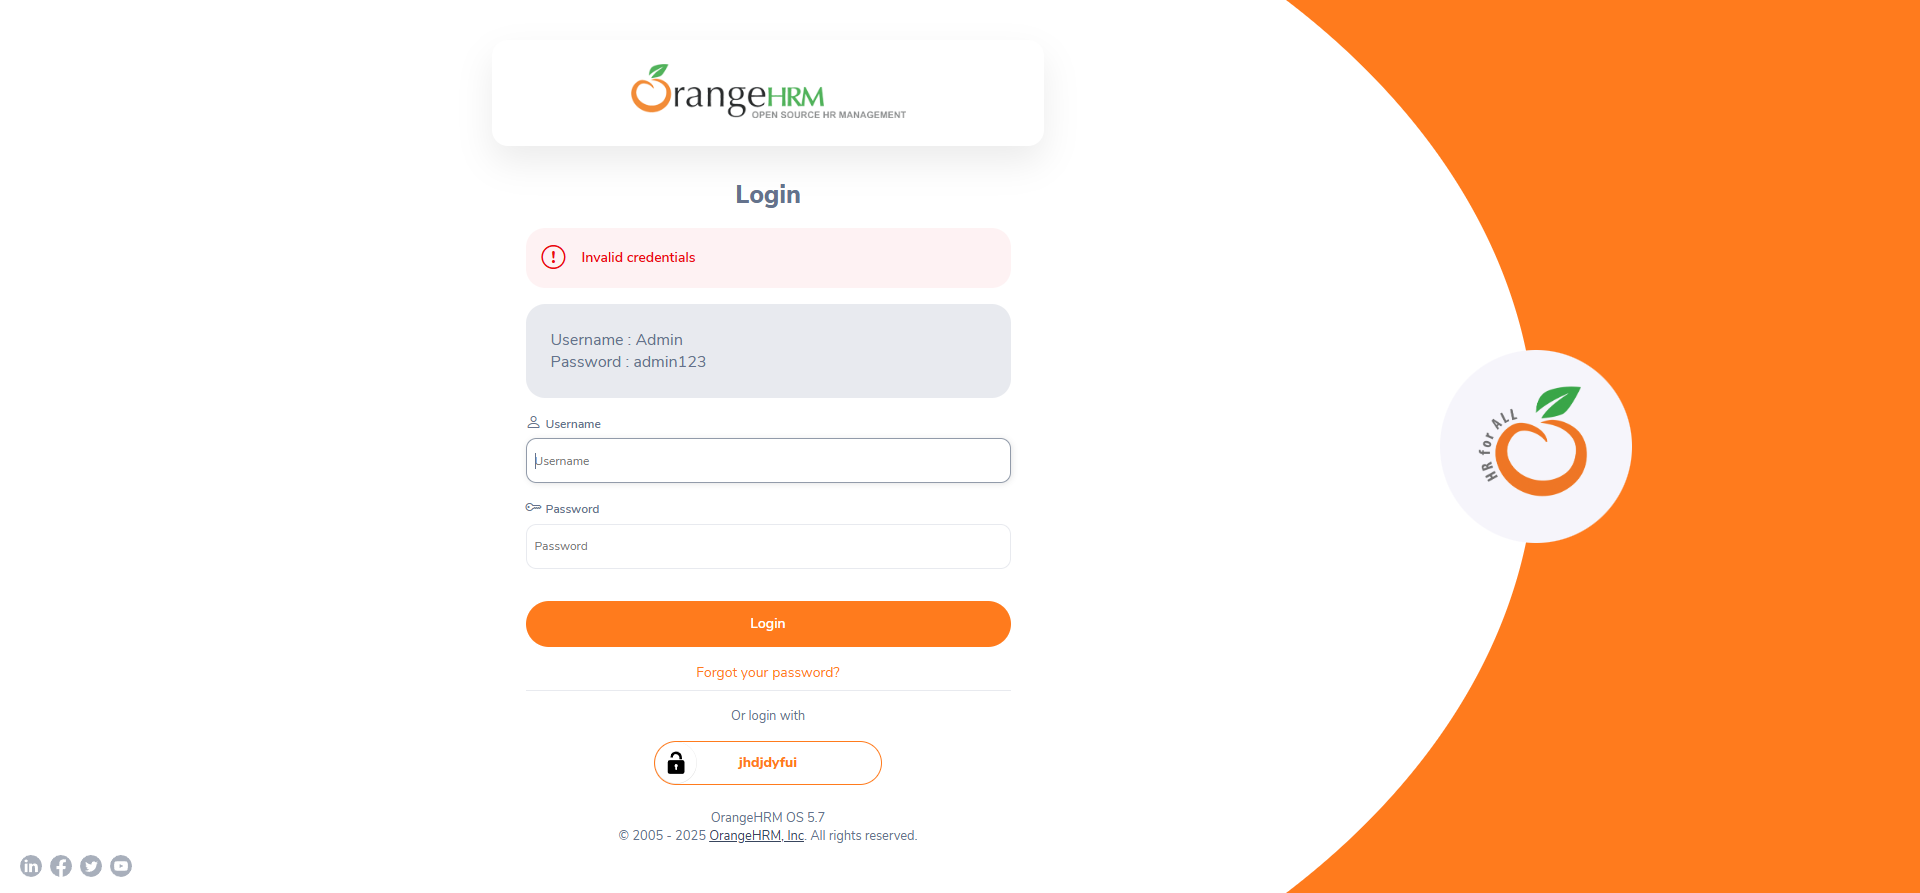 OrangeHRM
OPEN SOURCE HR MANAGEMENT
Login
Invalid credentials
Username : Admin
Password : admin123
Username
Username
Password
Password
Login
Forgot your password?
Or login with
jhdjdyfui
OrangeHRM OS 5.7
© 2005 - 2025 OrangeHRM, Inc. All rights reserved.
HR for ALL